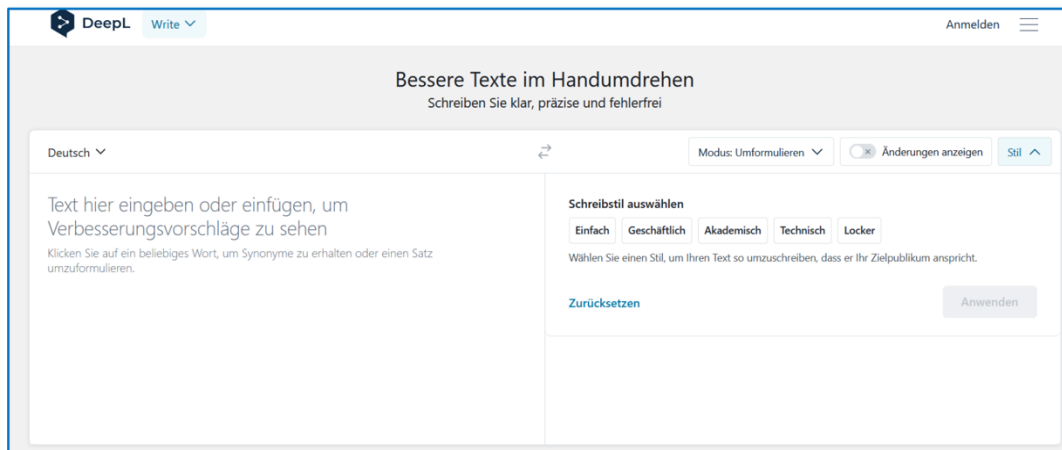 DeepL Write Anmelden
Bessere Texte im Handumdrehen
Schreiben Sie klar, präzise und fehlerfrei
Deutsch Modus: Umformulieren Änderungen anzeigen Stil
Text hier eingeben oder einfügen, um
Verbesserungsvorschläge zu sehen
Klicken Sie auf ein beliebiges Wort, um Synonyme zu erhalten oder einen Satz
umzuformulieren.
Schreibstil auswählen
Einfach Geschäftlich Akademisch Technisch Locker
Wählen Sie einen Stil, um Ihren Text so umzuschreiben, dass er Ihr Zielpublikum anspricht.
Zurücksetzen Anwenden